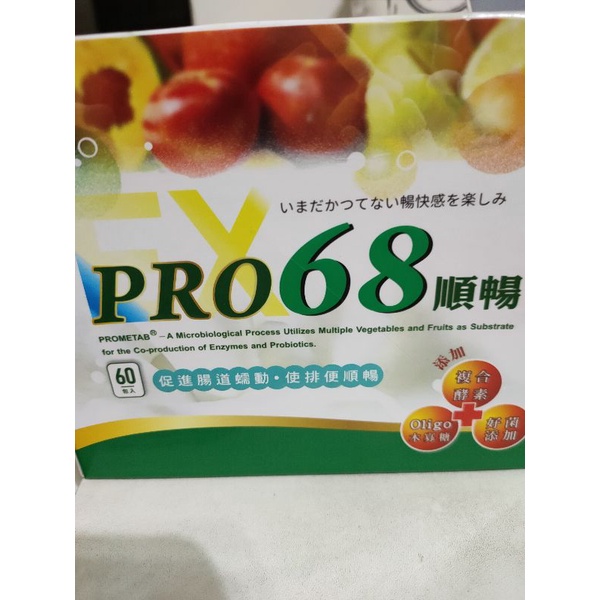 EX
いまだかつてない暢快感を楽しみ
PRO68順暢
PROMETAB® –A Microbiological Process Utilizes Multiple Vegetables and Fruits as Substrate
for the Co-production of Enzymes and Probiotics.
60
包入
促進腸道蠕動・使排便順暢
添加
複合
酵素
Oligo
木寡糖
好菌
添加